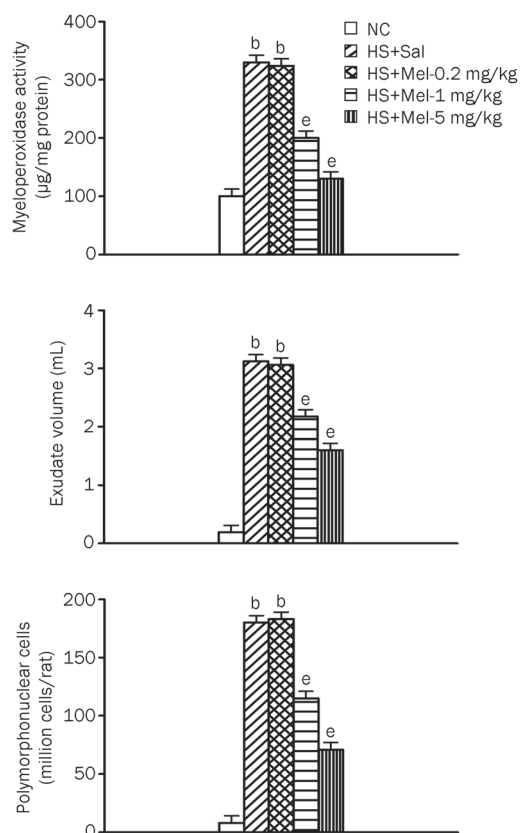 Myeloperoxidase activity
(µg/mg protein)
400
300
200
100
0
b
b
e
e
NC
HS+Sal
HS+Mel-0.2 mg/kg
HS+Mel-1 mg/kg
HS+Mel-5 mg/kg
Exudate volume (mL)
4
3
2
1
0
b
b
e
e
Polymorphonuclear cells
(million cells/rat)
200
150
100
50
0
b
b
e
e